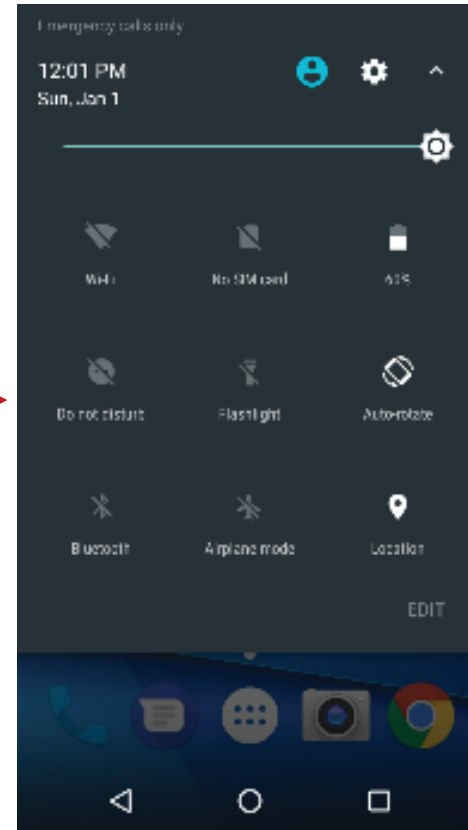 Emergency calls only
12:01 PM
Sun, Jan 1
Wi-Fi No SIM card 60%
Do not disturb Flashlight Auto-rotate
Bluetooth Airplane mode Location
EDIT